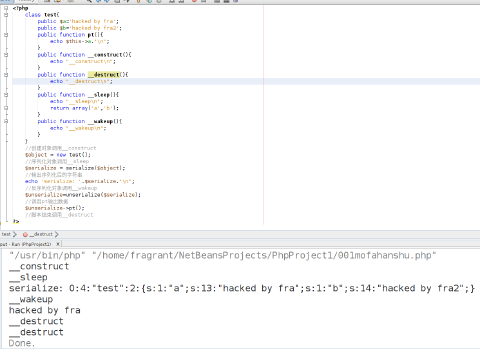 <?php
class test{
public $a='hacked by fra';
public $b='hacked by fra2';
public function pt(){
echo $this->a."\n";
}
public function __construct(){
echo "__construct\n";
}
public function __destruct(){
echo "__destruct\n";
}
public function __sleep(){
echo "__sleep\n";
return array('a','b');
}
public function __wakeup(){
echo "__wakeup\n";
}
}
//创建对象调用__construct
$object = new test();
//序列化对象调用__sleep
$serialize = serialize($object);
//输出序列化后的字符串
echo 'serialize: '.$serialize."\n";
//反序列化对象调用__wakeup
$unserialize=unserialize($serialize);
//调用pt输出数据
$unserialize->pt();
//脚本结束调用__destruct
?>
test __destruct
put - Run (PhpProject1) ×
"/usr/bin/php" "/home/fragrant/NetBeansProjects/PhpProject1/001mofahanshu.php"
__construct
__sleep
serialize: O:4:"test":2:{s:1:"a";s:13:"hacked by fra";s:1:"b";s:14:"hacked by fra2";}
__wakeup
hacked by fra
__destruct
__destruct
Done.